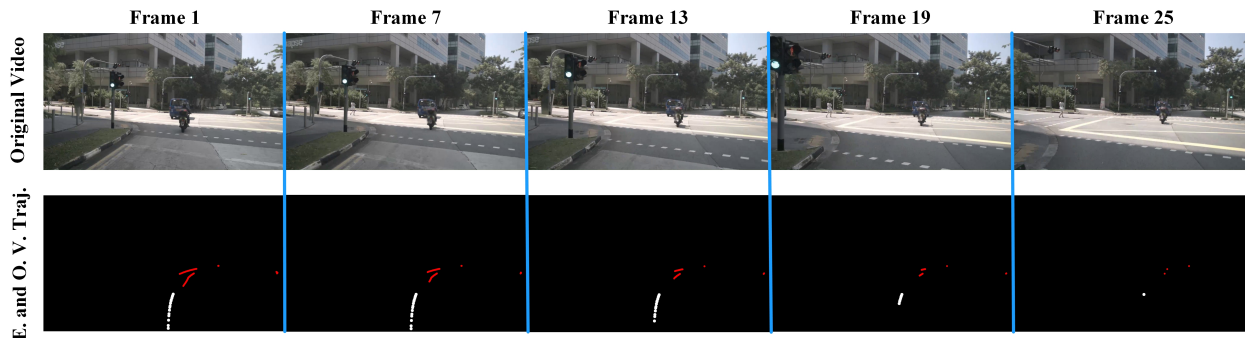 Frame 1 Frame 7 Frame 13 Frame 19 Frame 25
Original Video
E. and O. V. Traj.